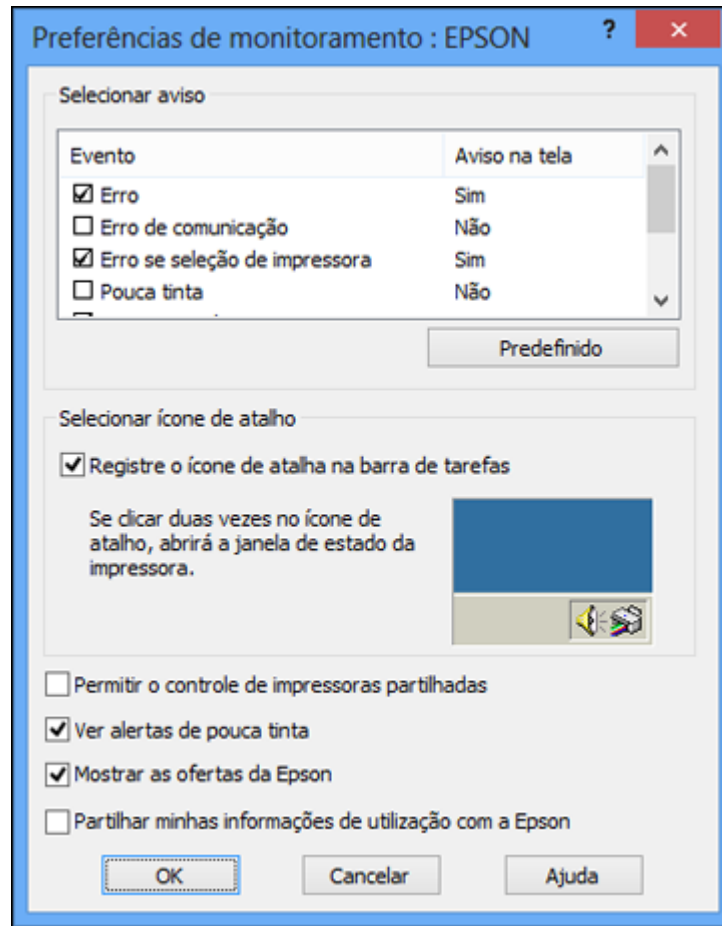 Preferências de monitoramento : EPSON ?
Selecionar aviso
Evento Aviso na tela
Erro Sim
Erro de comunicação Não
Erro se seleção de impressora Sim
Pouca tinta Não
Predefinido
Selecionar ícone de atalho
Registre o ícone de atalha na barra de tarefas
Se clicar duas vezes no ícone de
atalho, abrirá a janela de estado da
impressora.
Permitir o controle de impressoras partilhadas
Ver alertas de pouca tinta
Mostrar as ofertas da Epson
Partilhar minhas informações de utilização com a Epson
OK Cancelar Ajuda